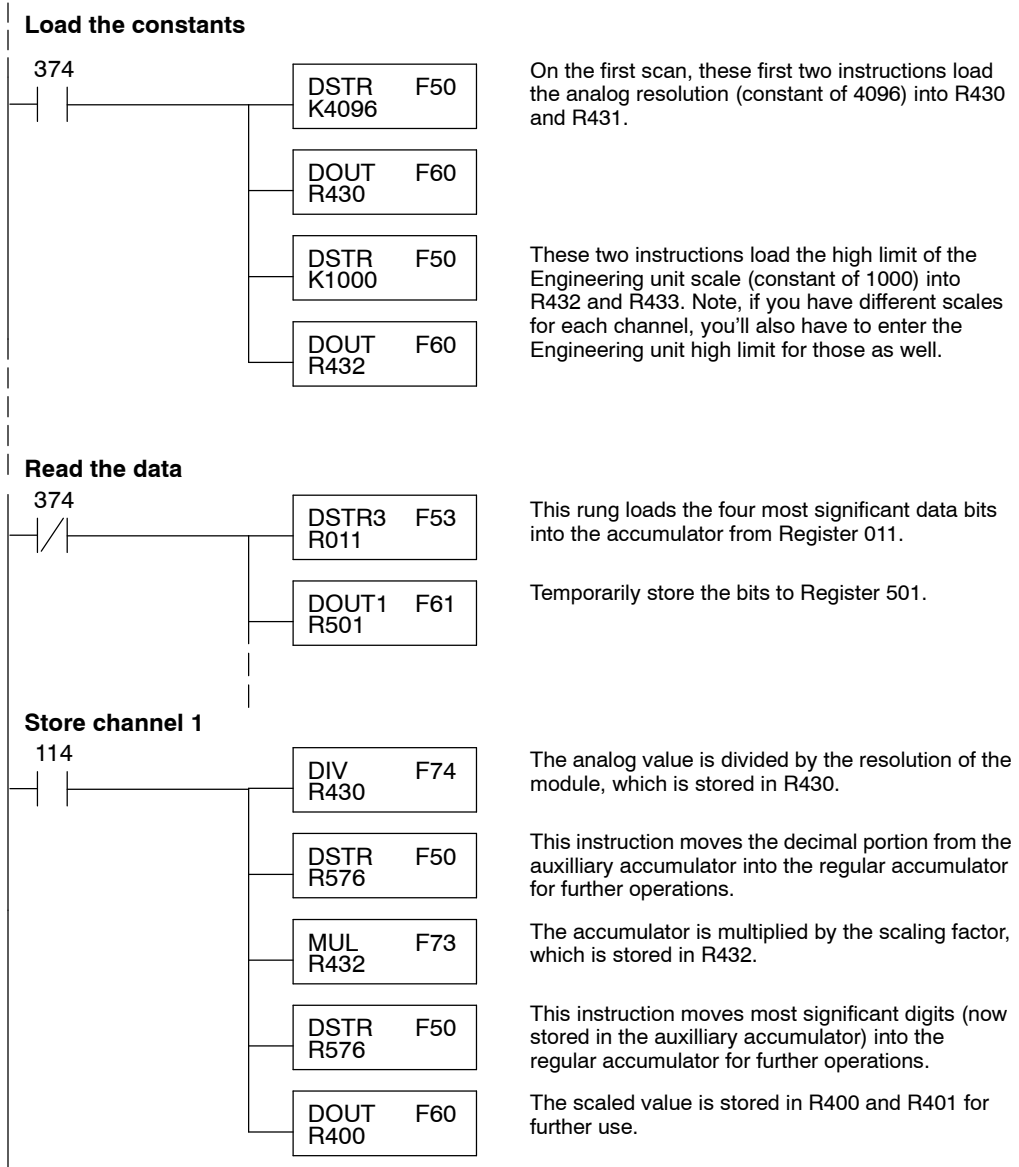 Load the constants
374
DSTR F50
K4096
On the first scan, these first two instructions load
the analog resolution (constant of 4096) into R430
and R431.
DOUT F60
R430
DSTR F50
K1000
These two instructions load the high limit of the
Engineering unit scale (constant of 1000) into
R432 and R433. Note, if you have different scales
for each channel, you'll also have to enter the
Engineering unit high limit for those as well.
DOUT F60
R432
Read the data
374
DSTR3 F53
R011
This rung loads the four most significant data bits
into the accumulator from Register 011.
DOUT1 F61
R501
Temporarily store the bits to Register 501.
Store channel 1
114
DIV F74
R430
The analog value is divided by the resolution of the
module, which is stored in R430.
DSTR F50
R576
This instruction moves the decimal portion from the
auxilliary accumulator into the regular accumulator
for further operations.
MUL F73
R432
The accumulator is multiplied by the scaling factor,
which is stored in R432.
DSTR F50
R576
This instruction moves most significant digits (now
stored in the auxilliary accumulator) into the
regular accumulator for further operations.
DOUT F60
R400
The scaled value is stored in R400 and R401 for
further use.